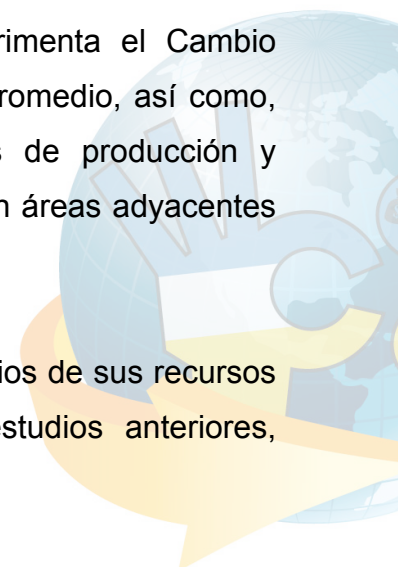 rimenta el Cambio
romedio, así como,
s de producción y
n áreas adyacentes
ios de sus recursos
estudios anteriores,